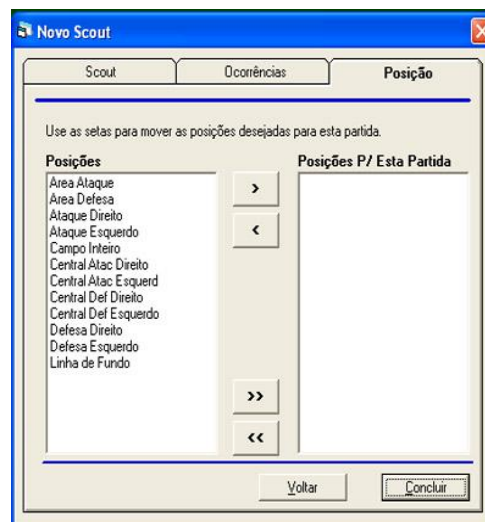 Novo Scout
Scout
Ocorrências
Posição
Use as setas para mover as posições desejadas para esta partida.
Posições
Posições P/ Esta Partida
Area Ataque
Area Defesa
Ataque Direito
Ataque Esquerdo
Campo Inteiro
Central Atac Direito
Central Atac Esquerd
Central Def Direito
Central Def Esquerdo
Defesa Direito
Defesa Esquerdo
Linha de Fundo
>
<
>>
<<
Voltar
Concluir